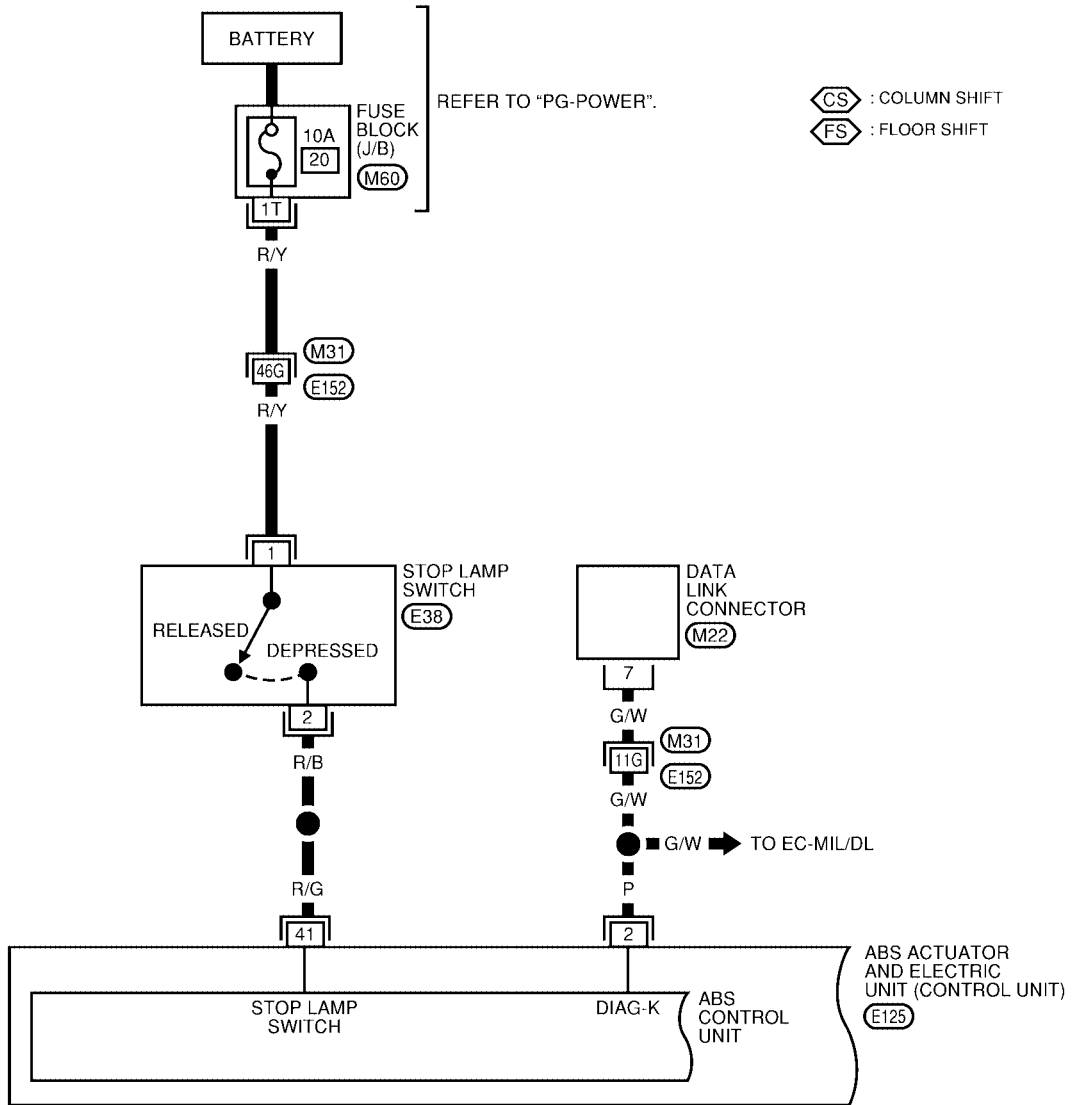 BATTERY
REFER TO “PG-POWER”.
CS : COLUMN SHIFT
FS : FLOOR SHIFT
10A
20
FUSE
BLOCK
(J/B)
M60
1T
R/Y
46G
M31
E152
R/Y
1
STOP LAMP
SWITCH
E38
RELEASED
DEPRESSED
2
R/B
R/G
41
DATA
LINK
CONNECTOR
M22
7
G/W
11G
M31
E152
G/W
G/W TO EC-MIL/DL
P
2
STOP LAMP
SWITCH
DIAG-K
ABS
CONTROL
UNIT
ABS ACTUATOR
AND ELECTRIC
UNIT (CONTROL UNIT)
E125